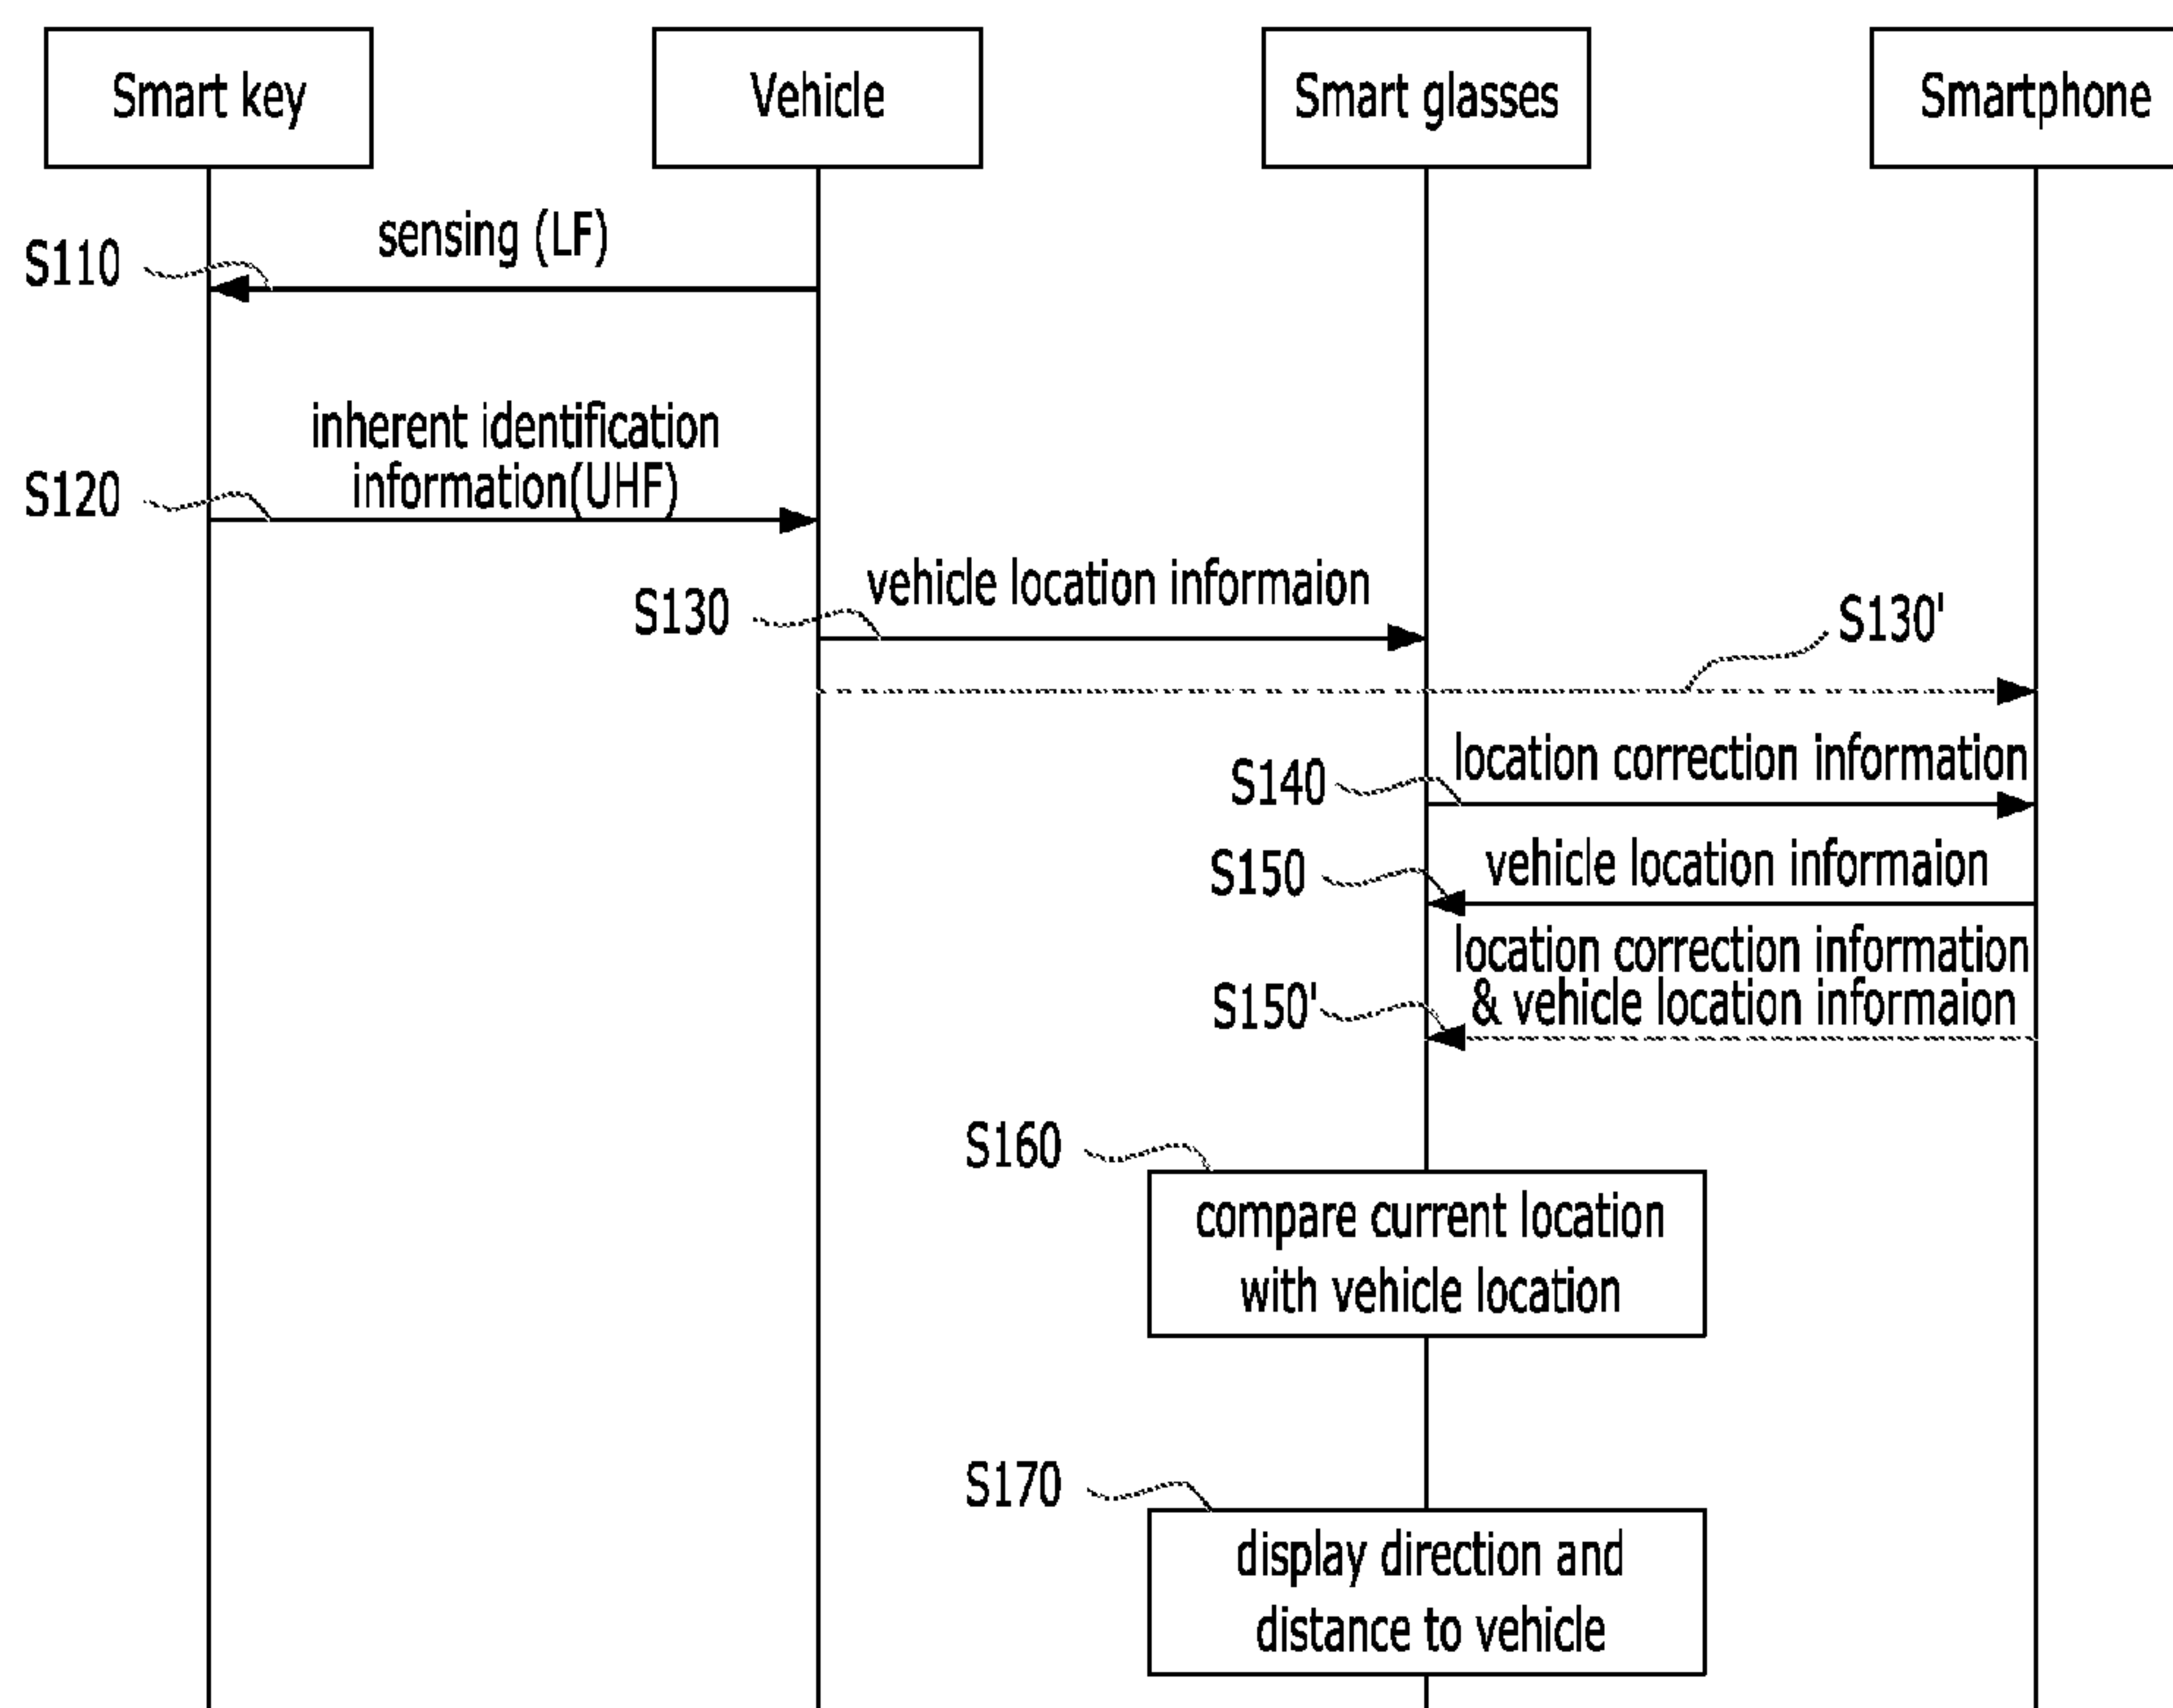 Smart key
Vehicle
Smart glasses
Smartphone
sensing (LF)
S110
inherent identification
information(UHF)
S120
vehicle location informaion
S130
S130'
location correction information
S140
vehicle location informaion
S150
location correction information
& vehicle location informaion
S150'
S160
compare current location
with vehicle location
S170
display direction and
distance to vehicle